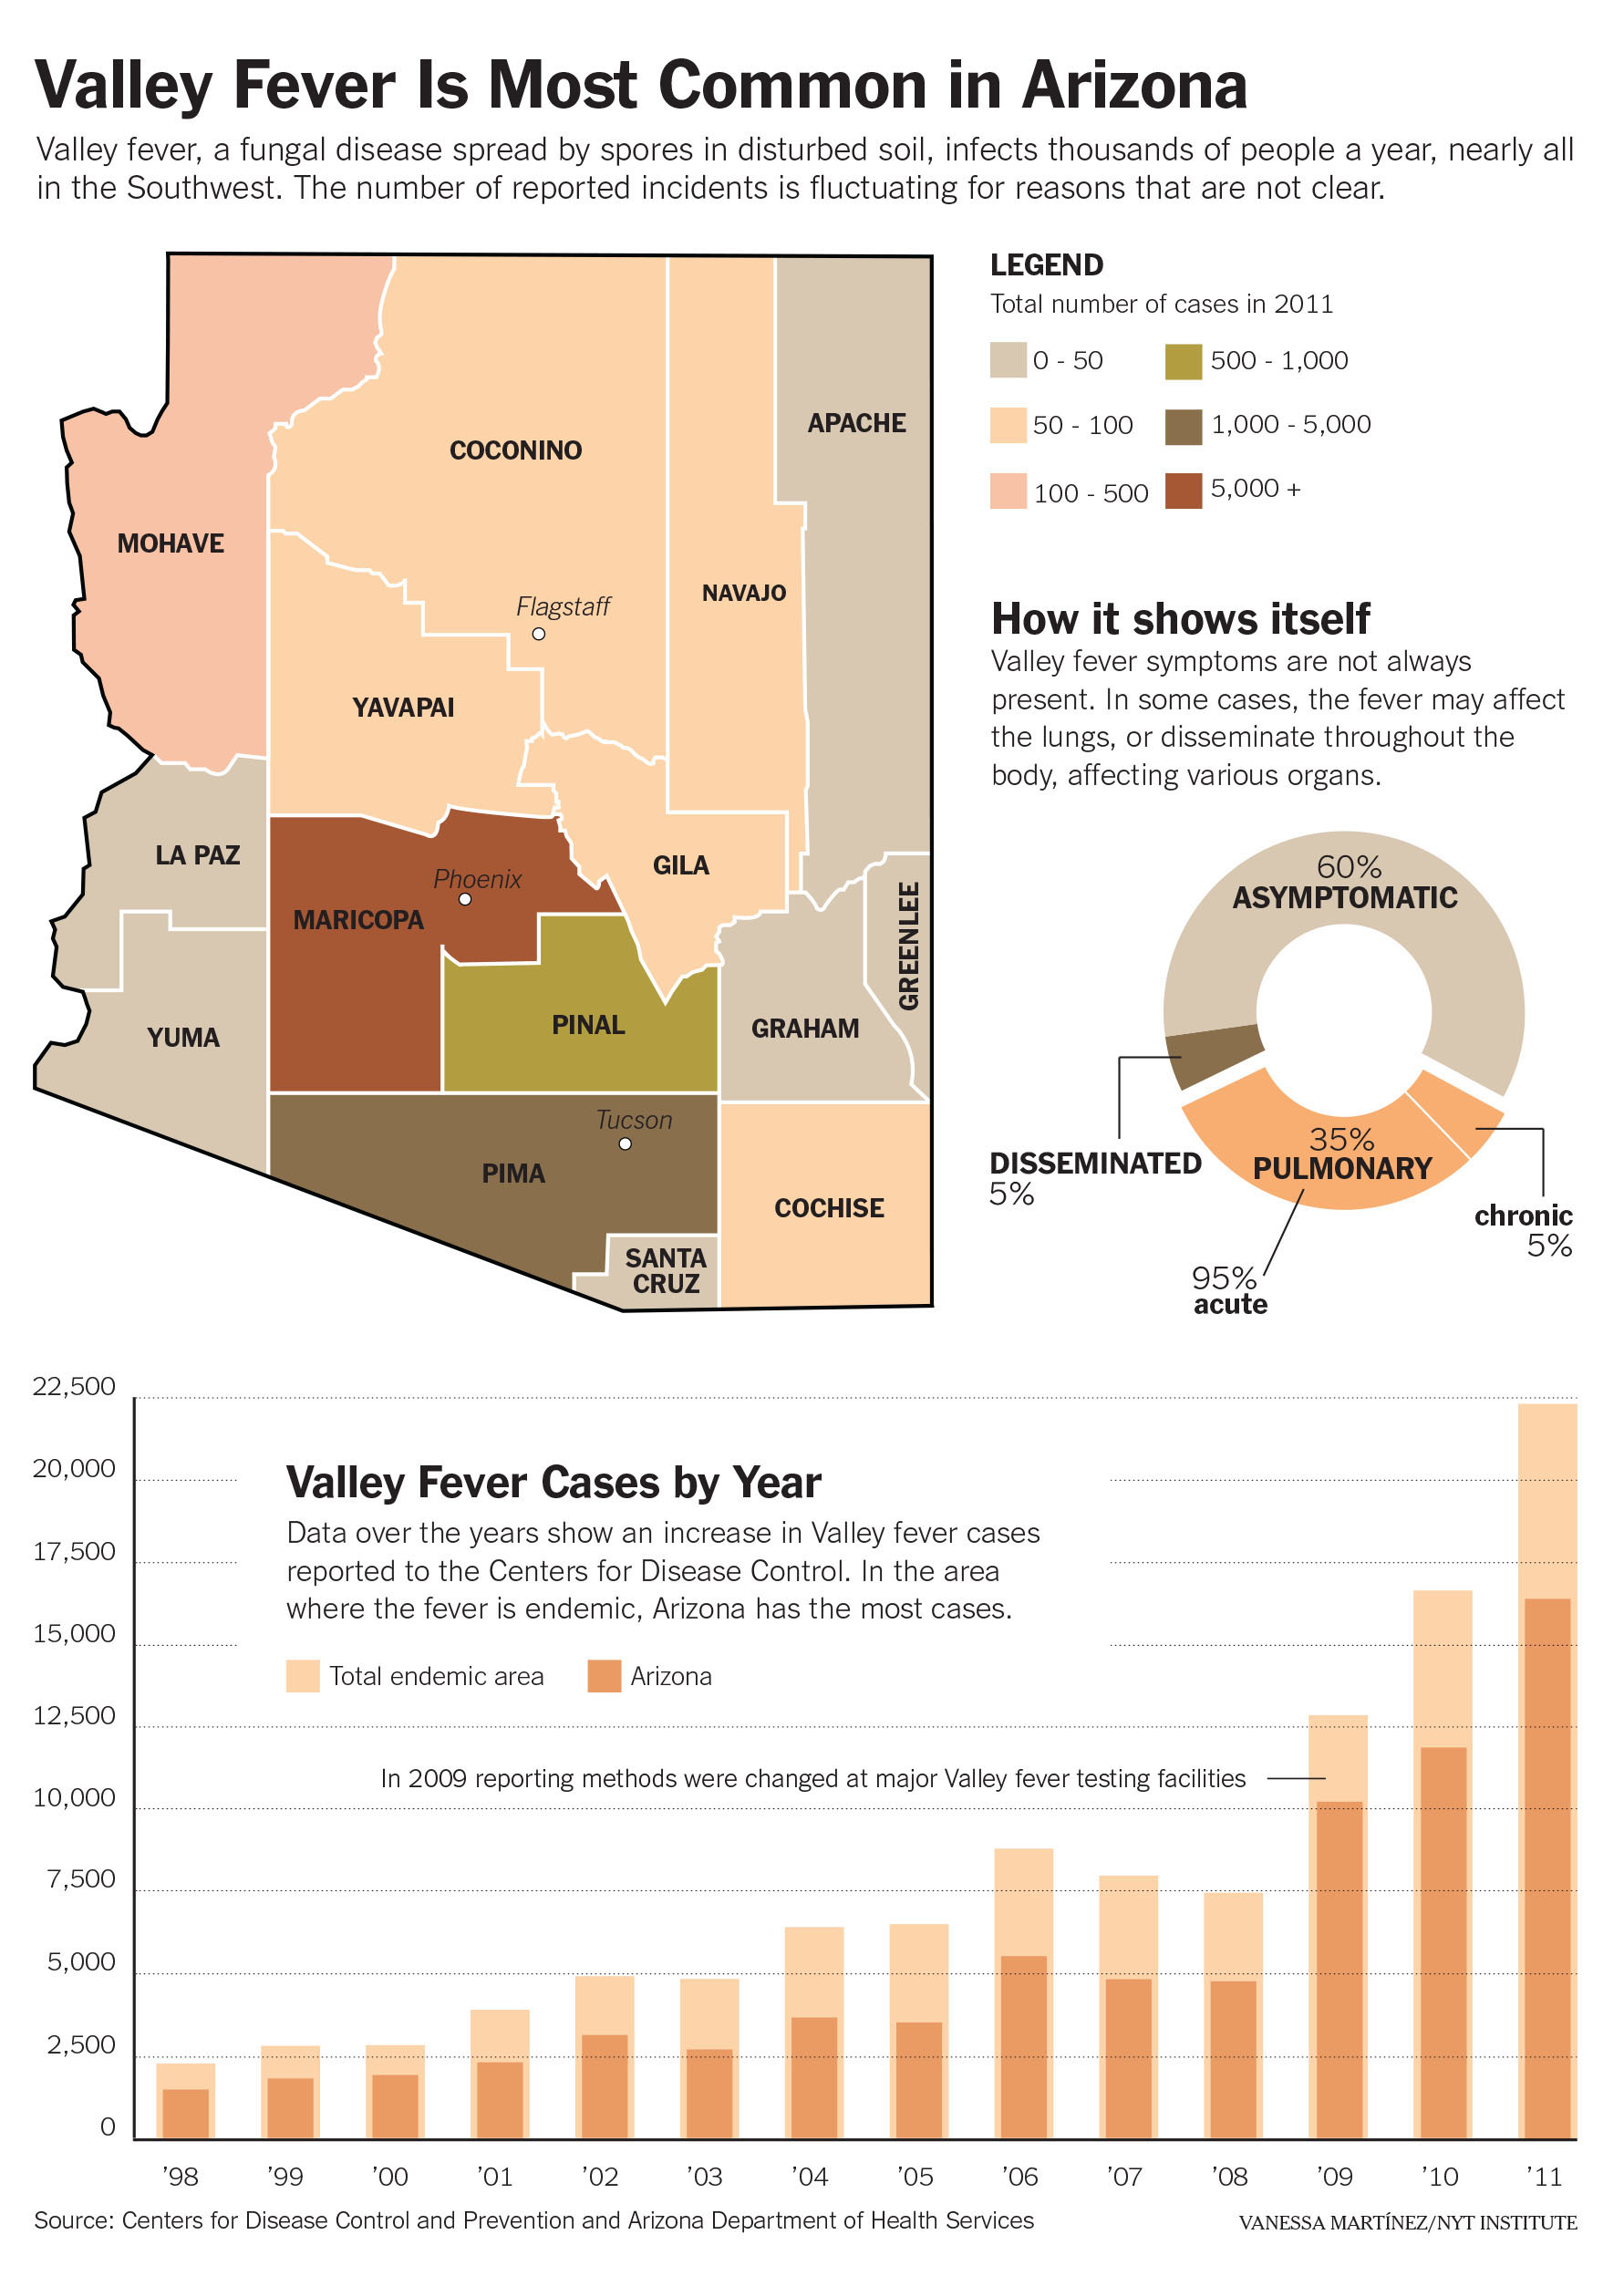 Valley Fever Is Most Common in Arizona
Valley fever, a fungal disease spread by spores in disturbed soil, infects thousands of people a year, nearly all
in the Southwest. The number of reported incidents is fluctuating for reasons that are not clear.
LEGEND
Total number of cases in 2011
0 - 50
500 - 1,000
50 - 100
1,000 - 5,000
100 - 500
5,000 +
APACHE
COCONINO
MOHAVE
NAVAJO
Flagstaff
YAVAPAI
LA PAZ
GILA
Phoenix
MARICOPA
GREENLEE
PINAL
GRAHAM
YUMA
Tucson
PIMA
COCHISE
SANTA
CRUZ
How it shows itself
Valley fever symptoms are not always
present. In some cases, the fever may affect
the lungs, or disseminate throughout the
body, affecting various organs.
60%
ASYMPTOMATIC
35%
PULMONARY
DISSEMINATED
5%
chronic
5%
95%
acute
22,500
20,000
17,500
15,000
12,500
10,000
7,500
5,000
2,500
0
Valley Fever Cases by Year
Data over the years show an increase in Valley fever cases
reported to the Centers for Disease Control. In the area
where the fever is endemic, Arizona has the most cases.
Total endemic area
Arizona
In 2009 reporting methods were changed at major Valley fever testing facilities
’98 ’99 ’00 ’01 ’02 ’03 ’04 ’05 ’06 ’07 ’08 ’09 ’10 ’11
Source: Centers for Disease Control and Prevention and Arizona Department of Health Services
VANESSA MARTÍNEZ/NYT INSTITUTE